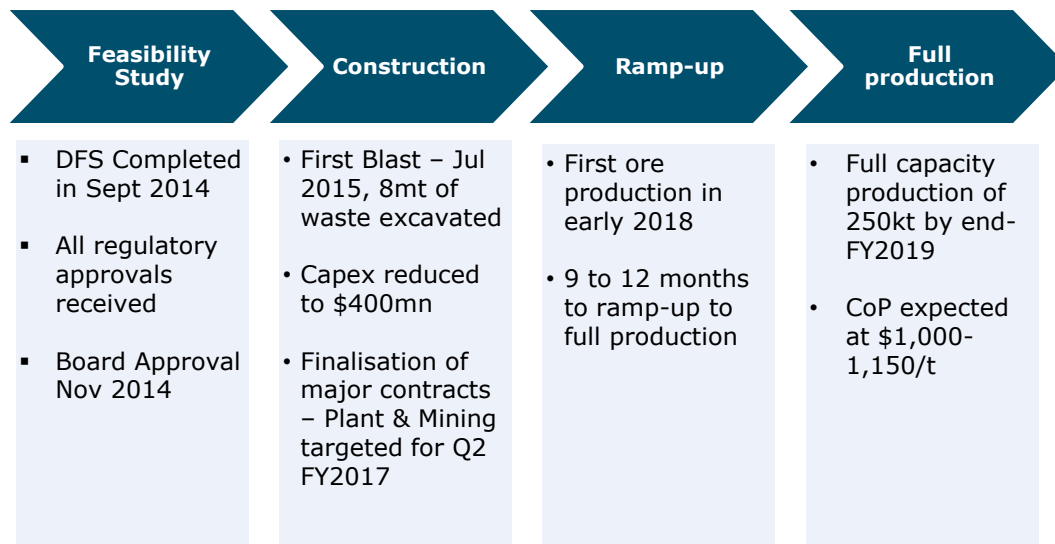 Feasibility
Study
Construction
Ramp-up
Full
production
▪ DFS Completed
in Sept 2014
▪ All regulatory
approvals
received
▪ Board Approval
Nov 2014
• First Blast – Jul
2015, 8mt of
waste excavated
• Capex reduced
to $400mn
• Finalisation of
major contracts
– Plant & Mining
targeted for Q2
FY2017
• First ore
production in
early 2018
• 9 to 12 months
to ramp-up to
full production
• Full capacity
production of
250kt by end-
FY2019
• CoP expected
at $1,000-
1,150/t